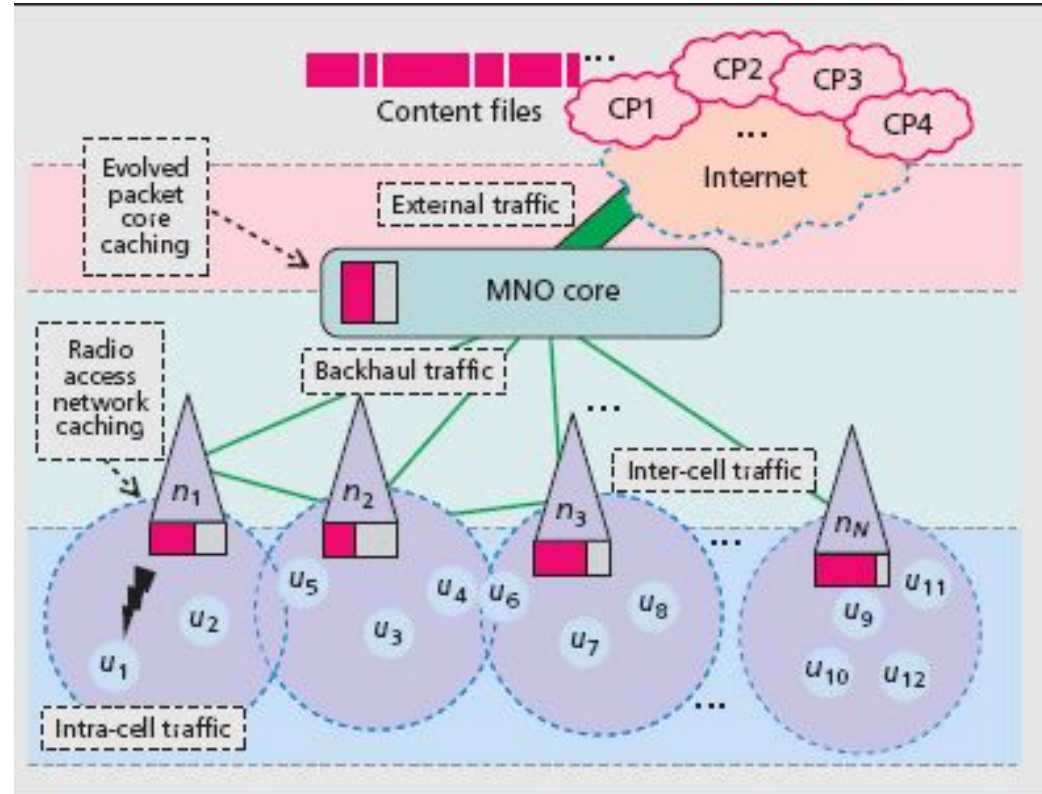 Content files
...
CP1
CP2
CP3
CP4
...
Internet
Evolved
packet
core
caching
External traffic
MNO core
Radio
access
network
caching
Backhaul traffic
...
Inter-cell traffic
n1
n2
n3
nN
...
u1
u2
u5
u3
u4
u6
u7
u8
u9
u11
u10
u12
...
Intra-cell traffic